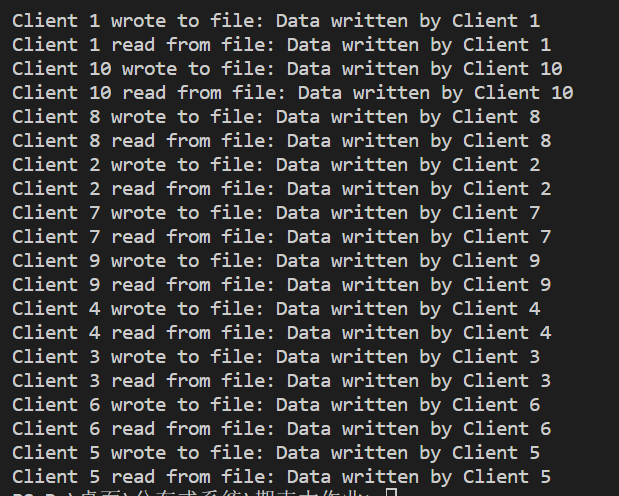 Client 1 wrote to file: Data written by Client 1
Client 1 read from file: Data written by Client 1
Client 10 wrote to file: Data written by Client 10
Client 10 read from file: Data written by Client 10
Client 8 wrote to file: Data written by Client 8
Client 8 read from file: Data written by Client 8
Client 2 wrote to file: Data written by Client 2
Client 2 read from file: Data written by Client 2
Client 7 wrote to file: Data written by Client 7
Client 7 read from file: Data written by Client 7
Client 9 wrote to file: Data written by Client 9
Client 9 read from file: Data written by Client 9
Client 4 wrote to file: Data written by Client 4
Client 4 read from file: Data written by Client 4
Client 3 wrote to file: Data written by Client 3
Client 3 read from file: Data written by Client 3
Client 6 wrote to file: Data written by Client 6
Client 6 read from file: Data written by Client 6
Client 5 wrote to file: Data written by Client 5
Client 5 read from file: Data written by Client 5